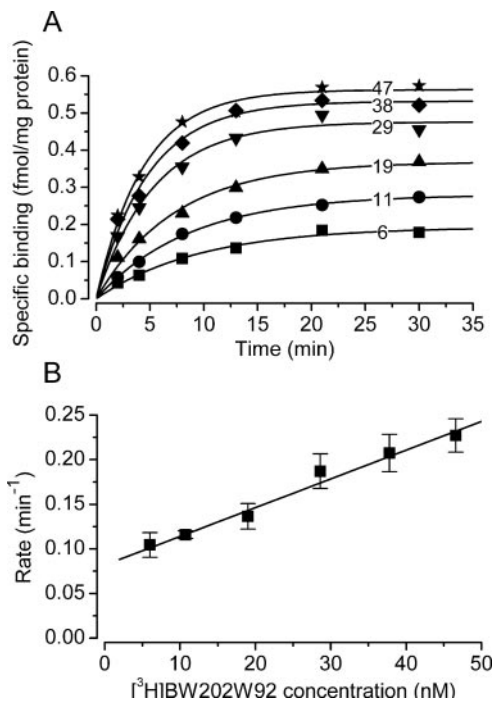 A
Specific binding (fmol/mg protein)
0.6
0.5
0.4
0.3
0.2
0.1
0.0
47
38
29
19
11
6
0 5 10 15 20 25 30 35
Time (min)
B
Rate (min⁻¹)
0.25
0.20
0.15
0.10
0.05
0.00
0 10 20 30 40 50
[³H]BW202W92 concentration (nM)